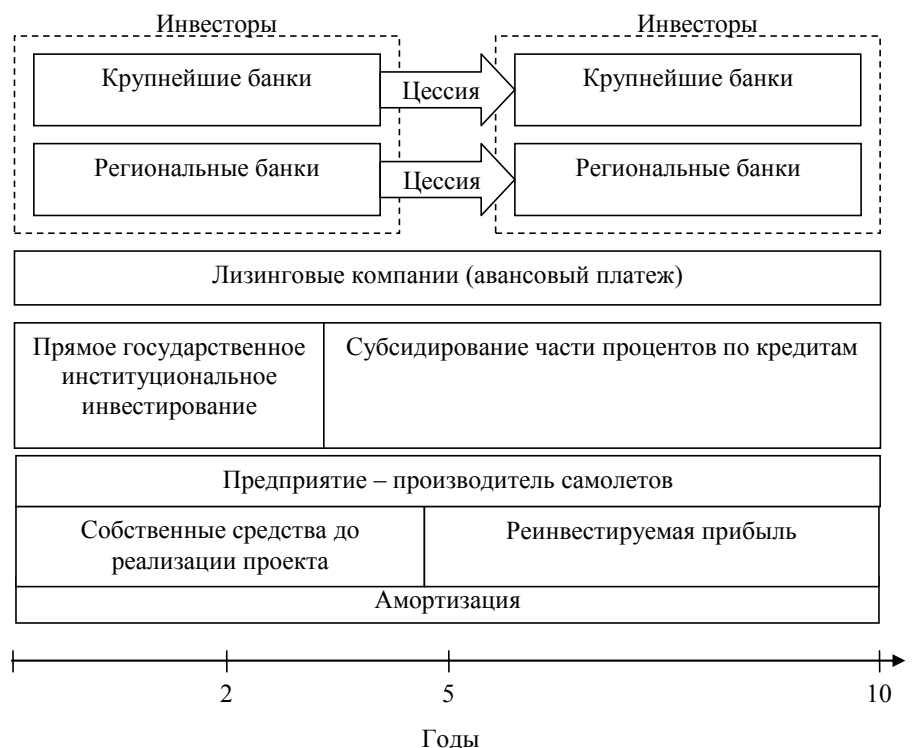 Инвесторы
Инвесторы
Крупнейшие банки
Цессия
Крупнейшие банки
Региональные банки
Цессия
Региональные банки
Лизинговые компании (авансовый платеж)
Прямое государственное
институциональное
инвестирование
Субсидирование части процентов по кредитам
Предприятие – производитель самолетов
Собственные средства до
реализации проекта
Реинвестируемая прибыль
Амортизация
2
5
10
Годы